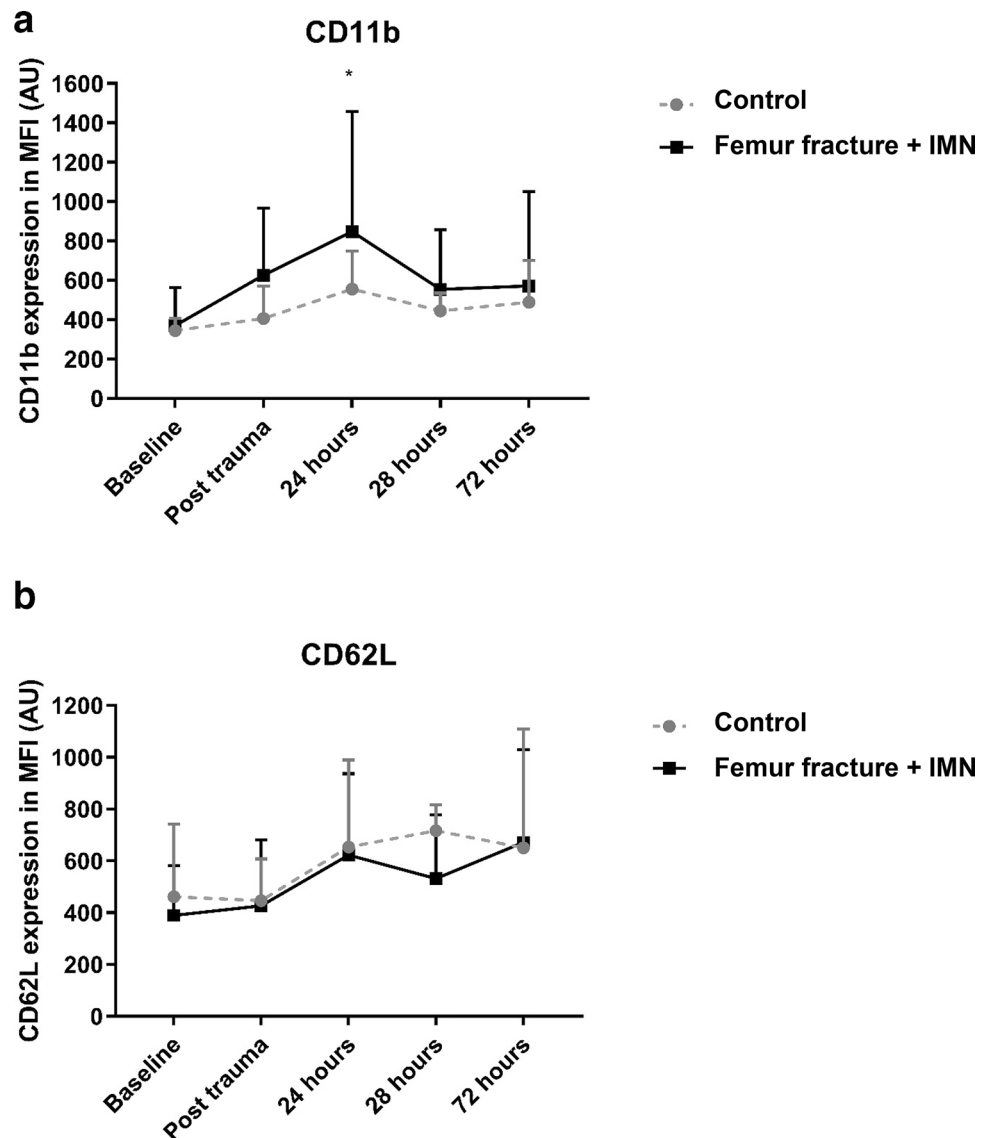 a
CD11b
*
CD11b expression in MFI (AU)
1600
1400
1200
1000
800
600
400
200
0
Baseline
Post trauma
24 hours
28 hours
72 hours
Control
Femur fracture + IMN
b
CD62L
CD62L expression in MFI (AU)
1200
1000
800
600
400
200
0
Baseline
Post trauma
24 hours
28 hours
72 hours
Control
Femur fracture + IMN